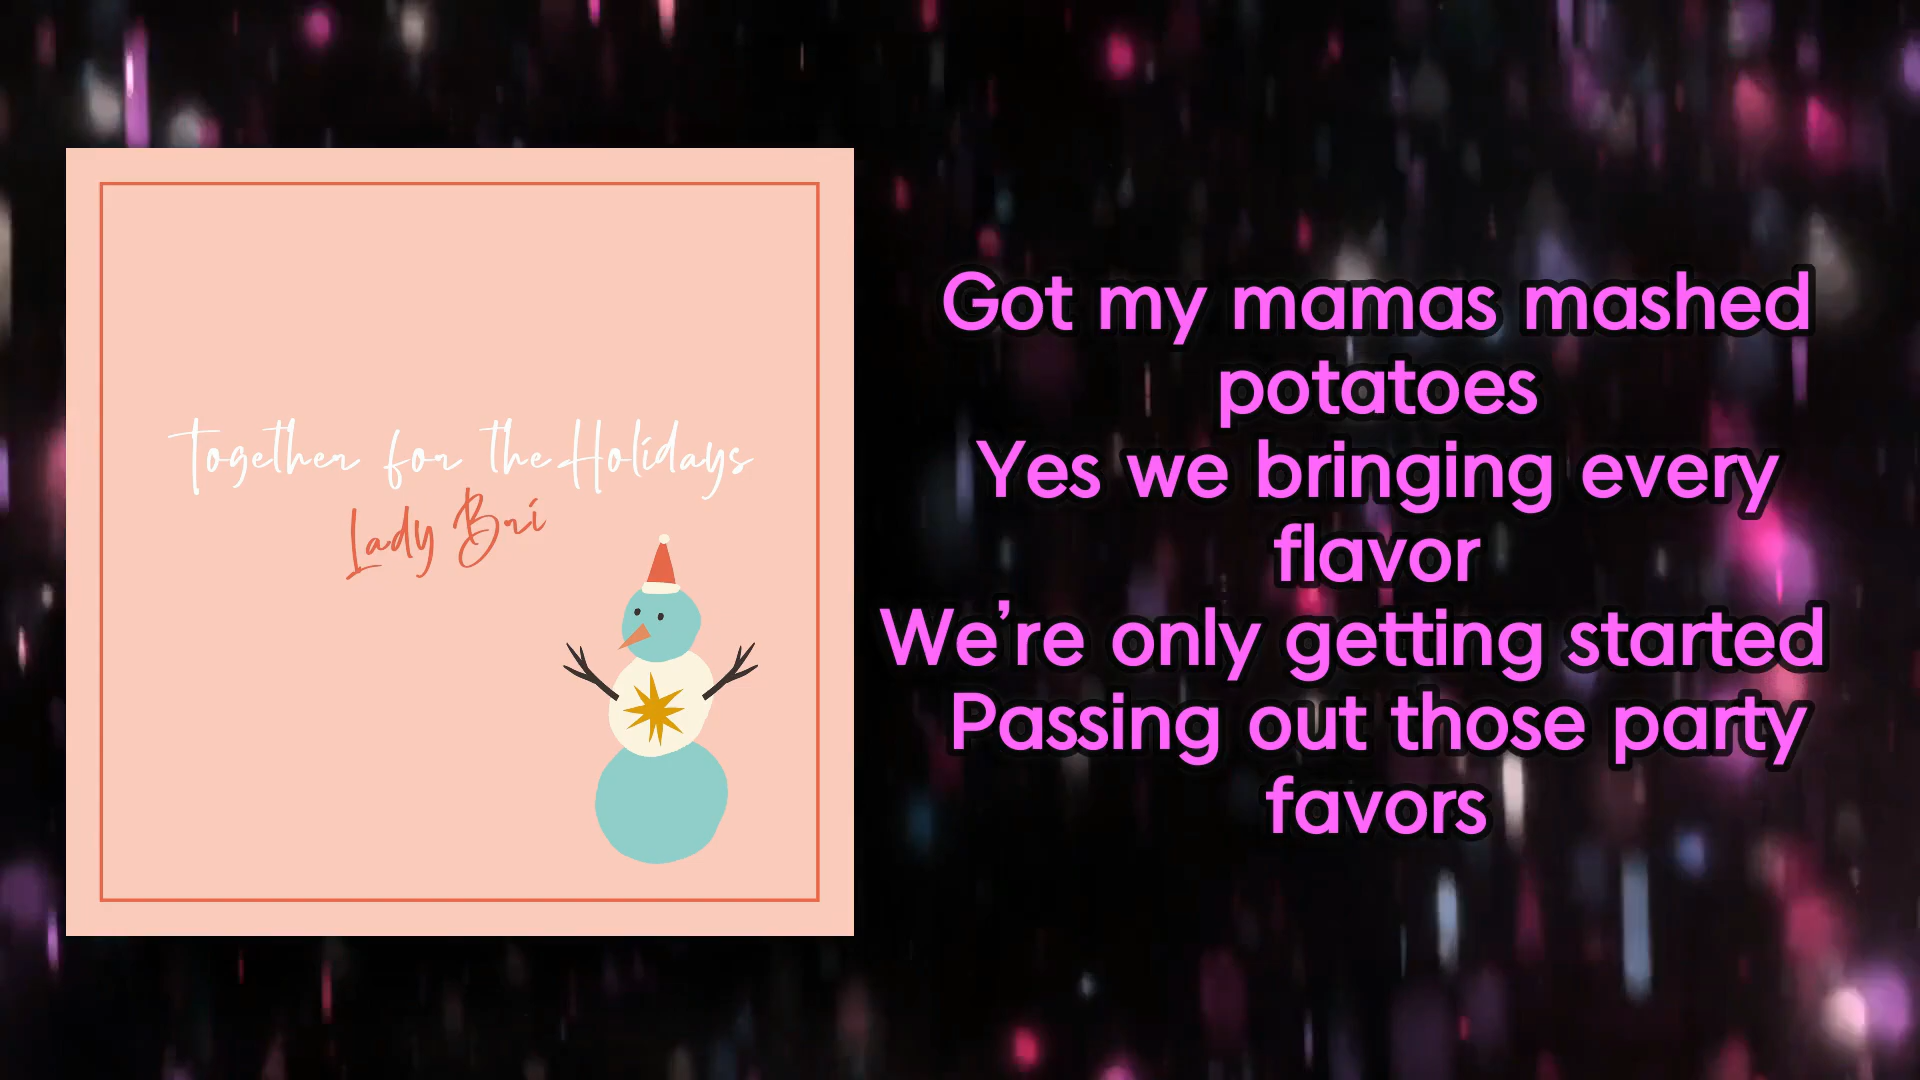 Together for the Holidays
Lady Bri
Got my mamas mashed
potatoes
Yes we bringing every
flavor
We’re only getting started
Passing out those party
favors